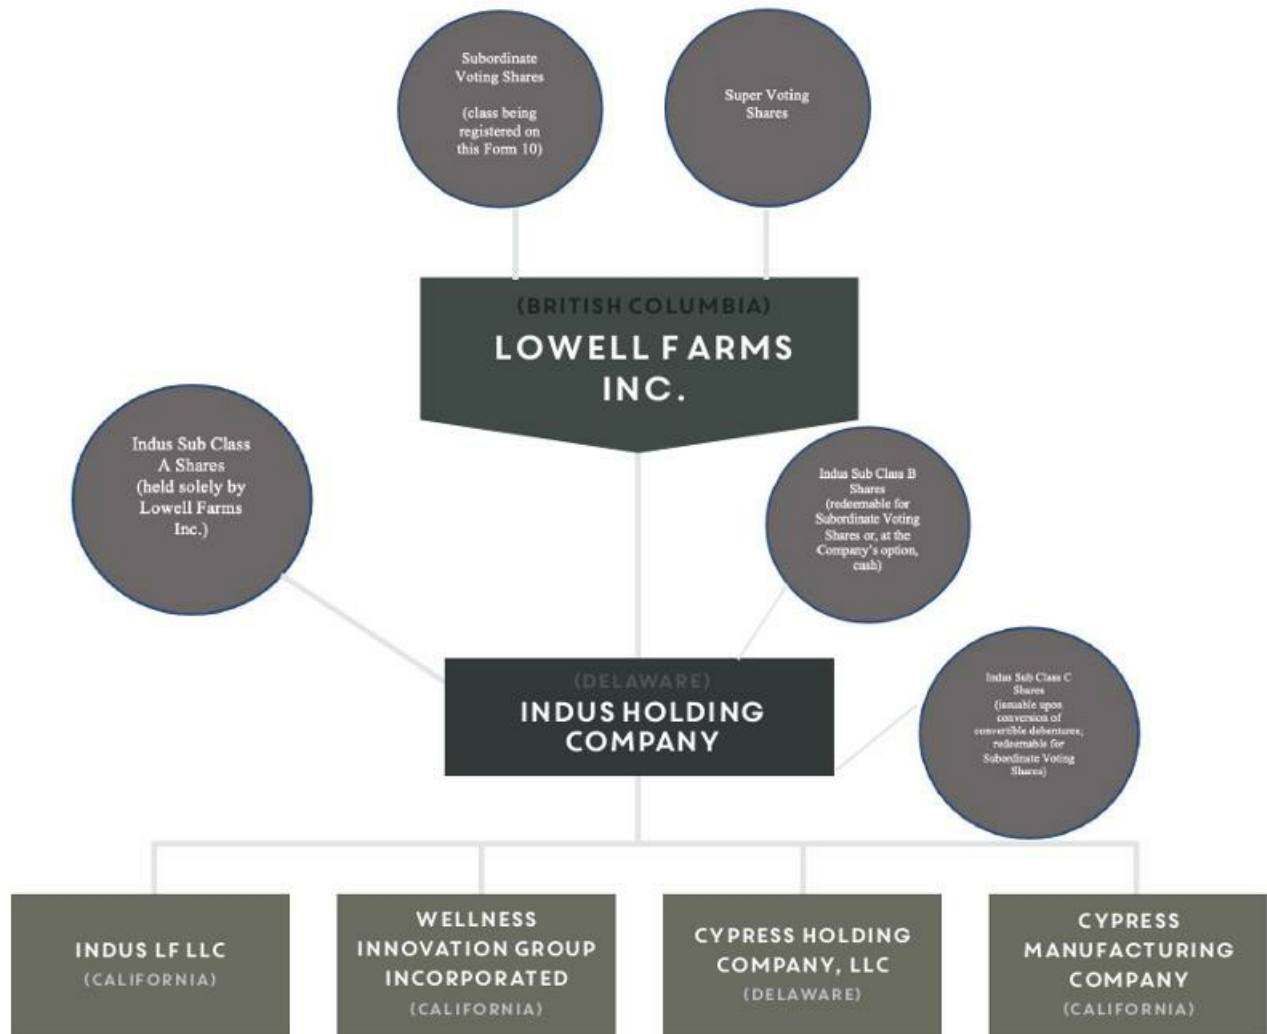 Subordinate
Voting Shares
(class being
registered on
this Form 10)
Super Voting
Shares
(BRITISH COLUMBIA)
LOWELL FARMS
INC.
Indus Sub Class
A Shares
(held solely by
Lowell Farms
Inc.)
Indus Sub Class B
Shares
(redeemable for
Subordinate Voting
Shares or, at the
Company's option,
cash)
Indus Sub Class C
Shares
(issuable upon
conversion of
convertible debentures;
redeemable for
Subordinate Voting
Shares)
(DELAWARE)
INDUS HOLDING
COMPANY
INDUS LF LLC
(CALIFORNIA)
WELLNESS
INNOVATION GROUP
INCORPORATED
(CALIFORNIA)
CYPRESS HOLDING
COMPANY, LLC
(DELAWARE)
CYPRESS
MANUFACTURING
COMPANY
(CALIFORNIA)